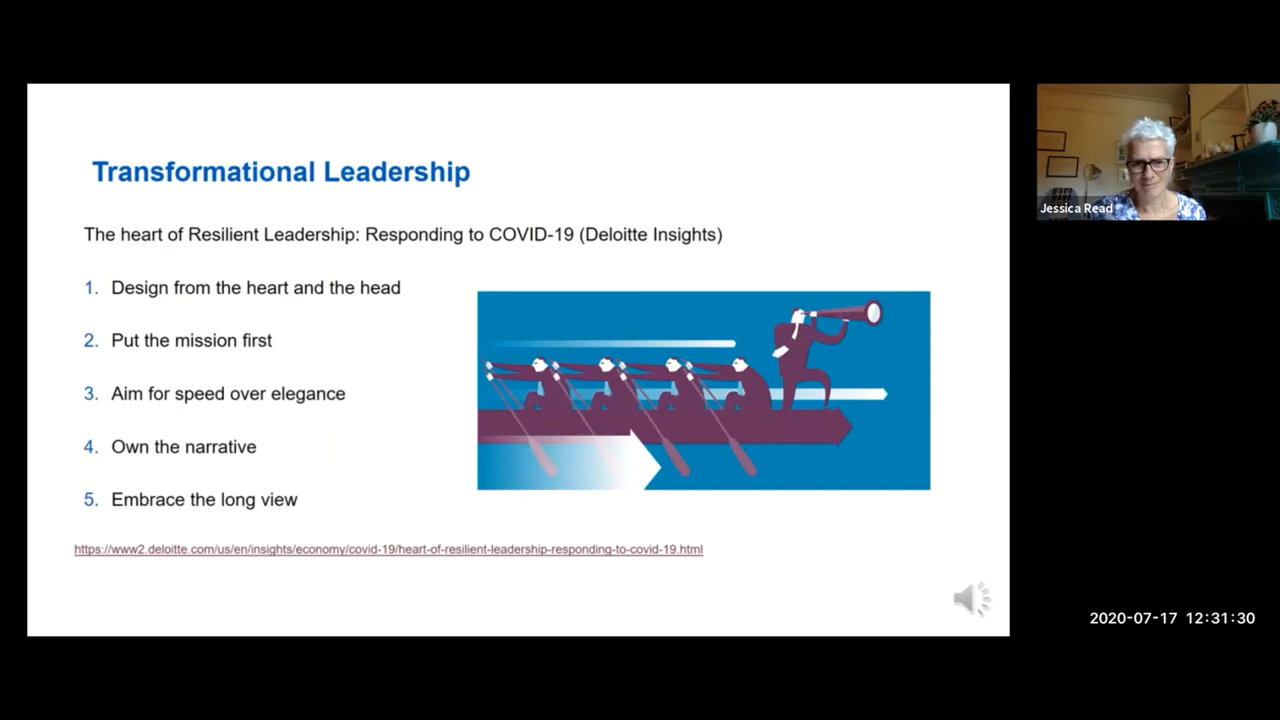 Transformational Leadership
The heart of Resilient Leadership: Responding to COVID-19 (Deloitte Insights)
1. Design from the heart and the head
2. Put the mission first
3. Aim for speed over elegance
4. Own the narrative
5. Embrace the long view
https://www2.deloitte.com/us/en/insights/economy/covid-19/heart-of-resilient-leadership-responding-to-covid-19.html
Jessica Read
2020-07-17 12:31:30